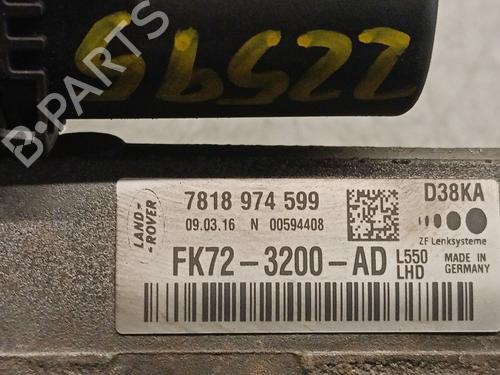 22519
B-PARTS
LAND-
ROVER
7818 974 599
D38KA
09.03.16 N 00594408
ZF Lenksysteme
FK72-3200-AD
L550
LHD
MADE IN
GERMANY